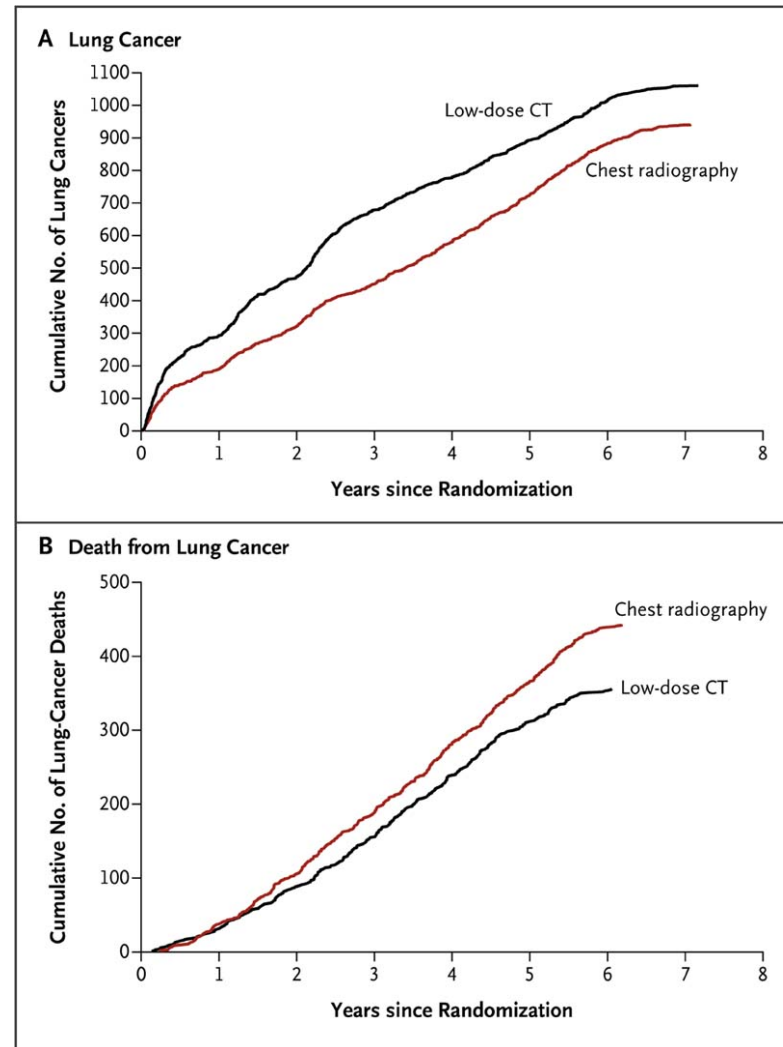 A Lung Cancer
Cumulative No. of Lung Cancers
1100
1000
900
800
700
600
500
400
300
200
100
0
Low-dose CT
Chest radiography
0 1 2 3 4 5 6 7 8
Years since Randomization
B Death from Lung Cancer
Cumulative No. of Lung-Cancer Deaths
500
400
300
200
100
0
Chest radiography
Low-dose CT
0 1 2 3 4 5 6 7 8
Years since Randomization